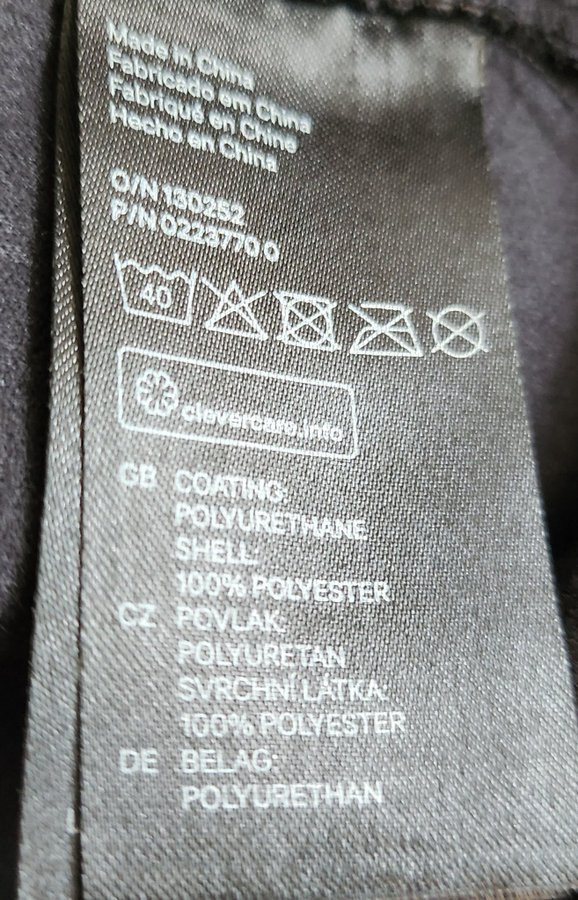 Made in China
Fabricado em China
Fabriqué en Chine
Hecho en China
O/N 130252
P/N 0223770 0
40
clevercare.info
GB COATING:
POLYURETHANE
SHELL:
100% POLYESTER
CZ POVLAK:
POLYURETAN
SVRCHNÍ LÁTKA:
100% POLYESTER
DE BELAG:
POLYURETHAN